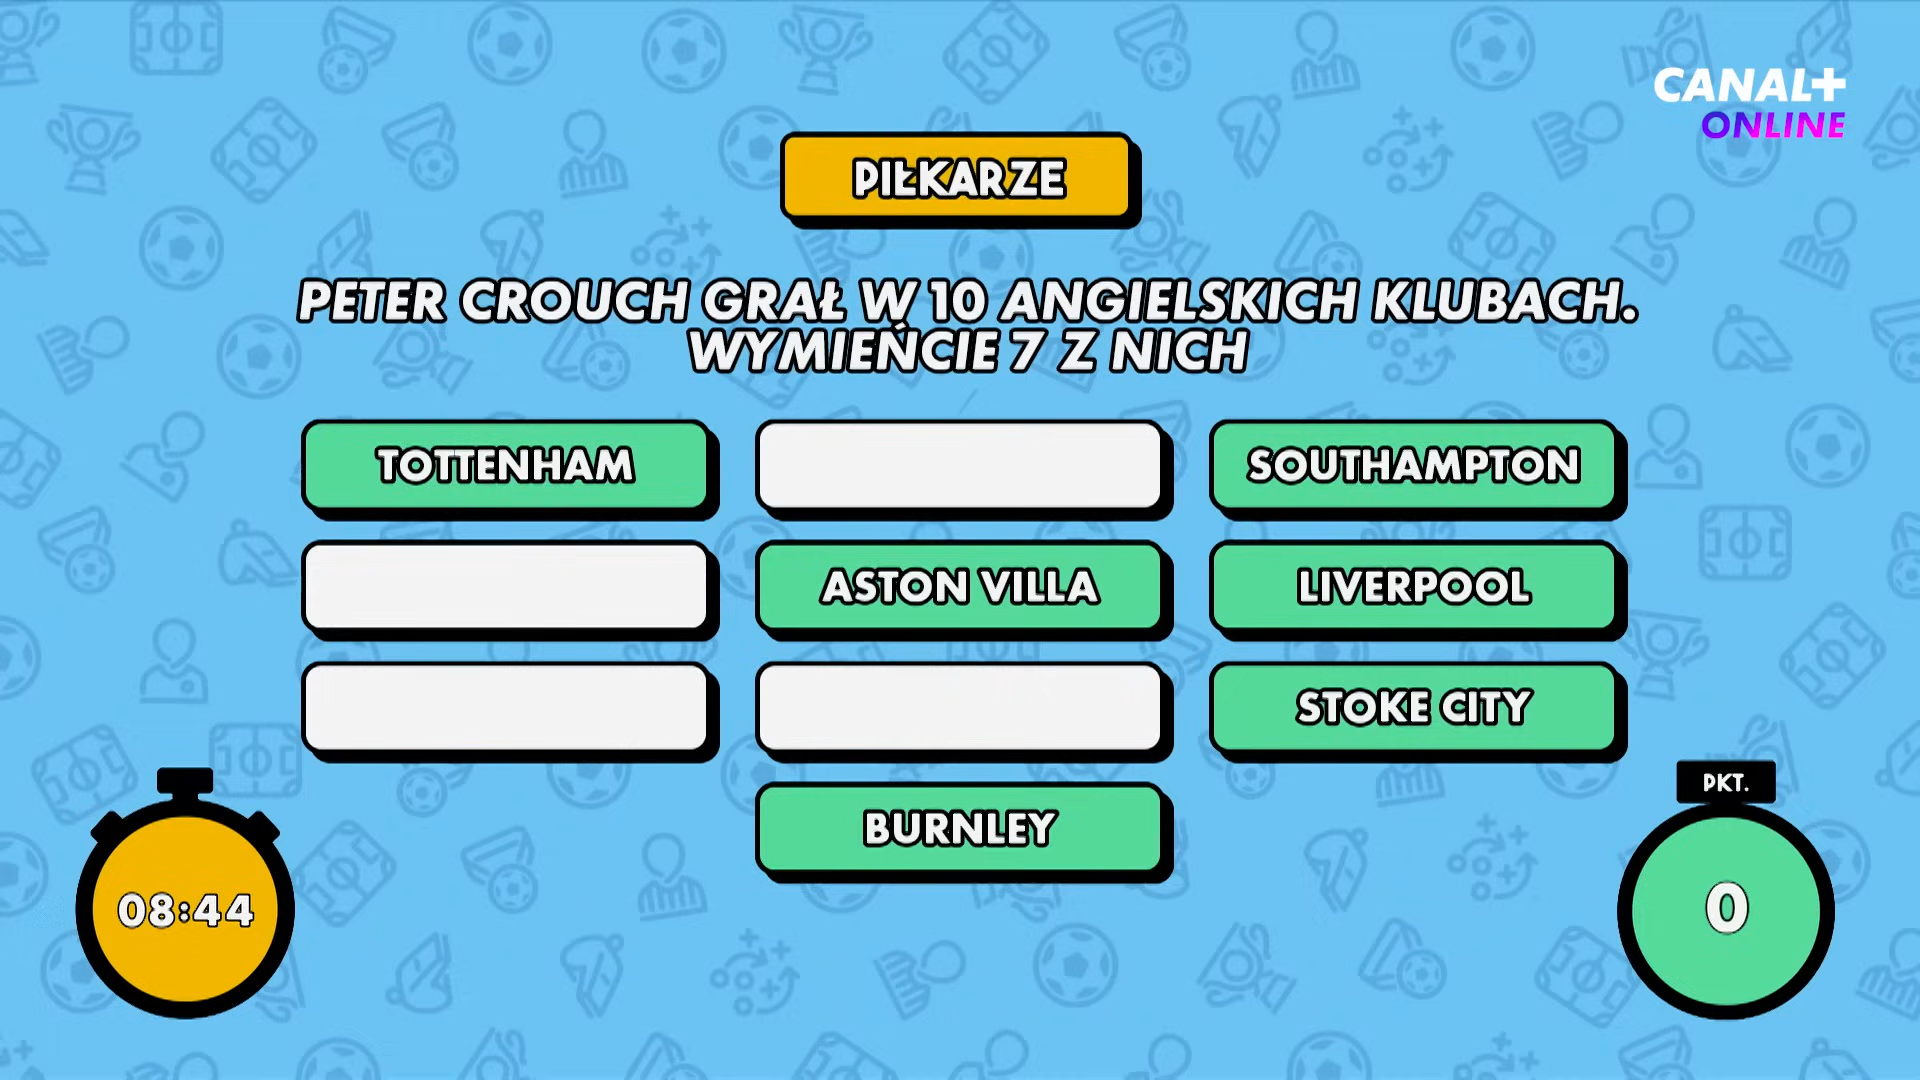 CANAL+
ONLINE
PIŁKARZE
PETER CROUCH GRAŁ W 10 ANGIELSKICH KLUBACH.
WYMIEŃCIE 7 Z NICH
TOTTENHAM
SOUTHAMPTON
ASTON VILLA
LIVERPOOL
STOKE CITY
BURNLEY
08:44
PKT.
0